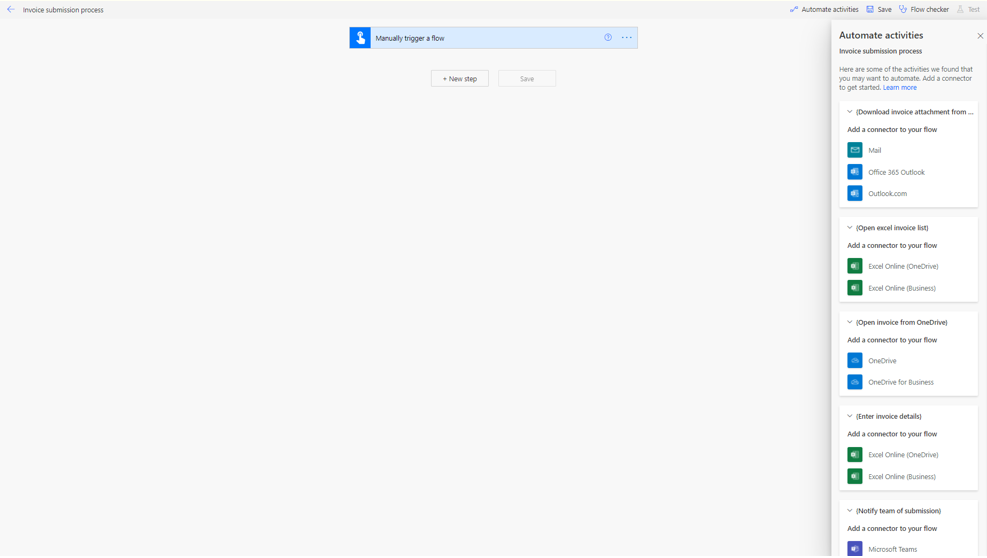 Invoice submission process
Automate activities
Save
Flow checker
Test
Manually trigger a flow
+ New step
Save
Automate activities
Invoice submission process
Here are some of the activities we found that
you may want to automate. Add a connector
to get started. Learn more
(Download invoice attachment from ...
Add a connector to your flow
Mail
Office 365 Outlook
Outlook.com
(Open excel invoice list)
Add a connector to your flow
Excel Online (OneDrive)
Excel Online (Business)
(Open invoice from OneDrive)
Add a connector to your flow
OneDrive
OneDrive for Business
(Enter invoice details)
Add a connector to your flow
Excel Online (OneDrive)
Excel Online (Business)
(Notify team of submission)
Add a connector to your flow
Microsoft Teams